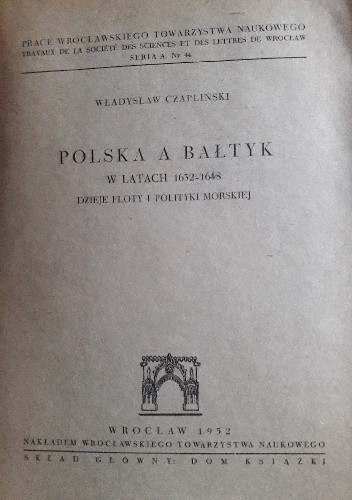 PRACE WROCŁAWSKIEGO TOWARZYSTWA NAUKOWEGO
TRAVAUX DE LA SOCIÉTÉ DES SCIENCES ET DES LETTRES DE WROCŁAW
SERIA A. Nr 44
WŁADYSŁAW CZAPLIŃSKI
POLSKA A BAŁTYK
W LATACH 1632-1648
DZIEJE FLOTY I POLITYKI MORSKIEJ
WROCŁAW 1952
NAKŁADEM WROCŁAWSKIEGO TOWARZYSTWA NAUKOWEGO
SKŁAD GŁÓWNY: DOM KSIĄŻKI